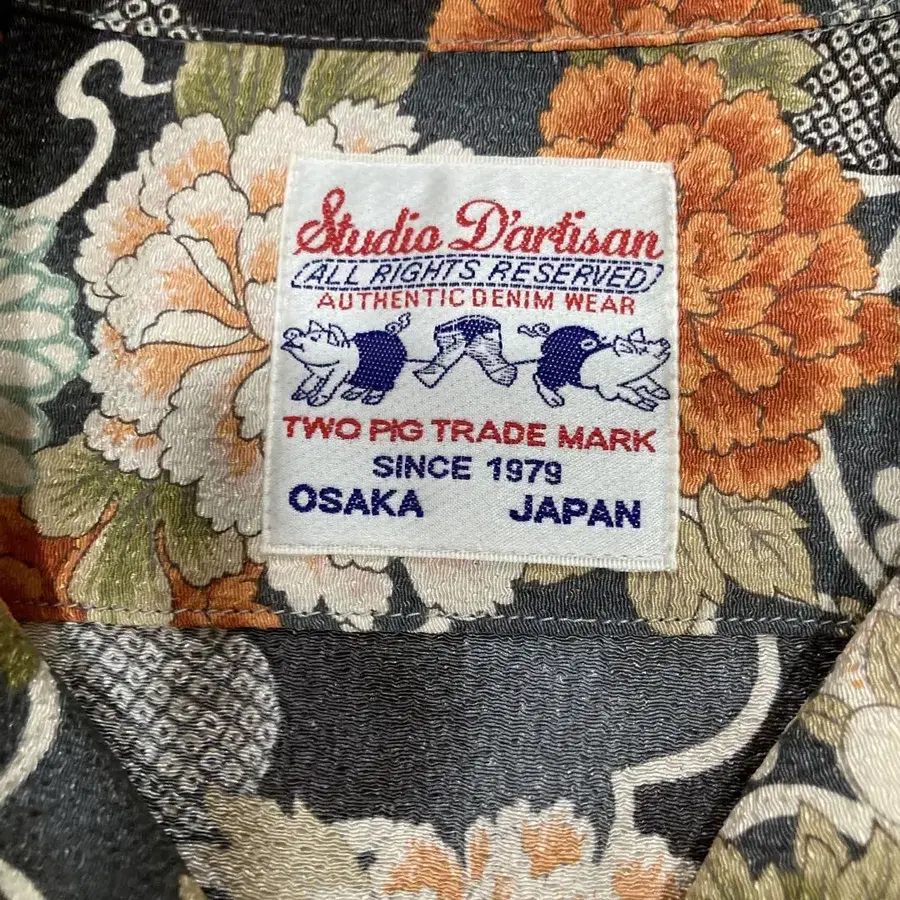 Studio D'artisan
(ALL RIGHTS RESERVED)
AUTHENTIC DENIM WEAR
TWO PIG TRADE MARK
SINCE 1979
OSAKA JAPAN